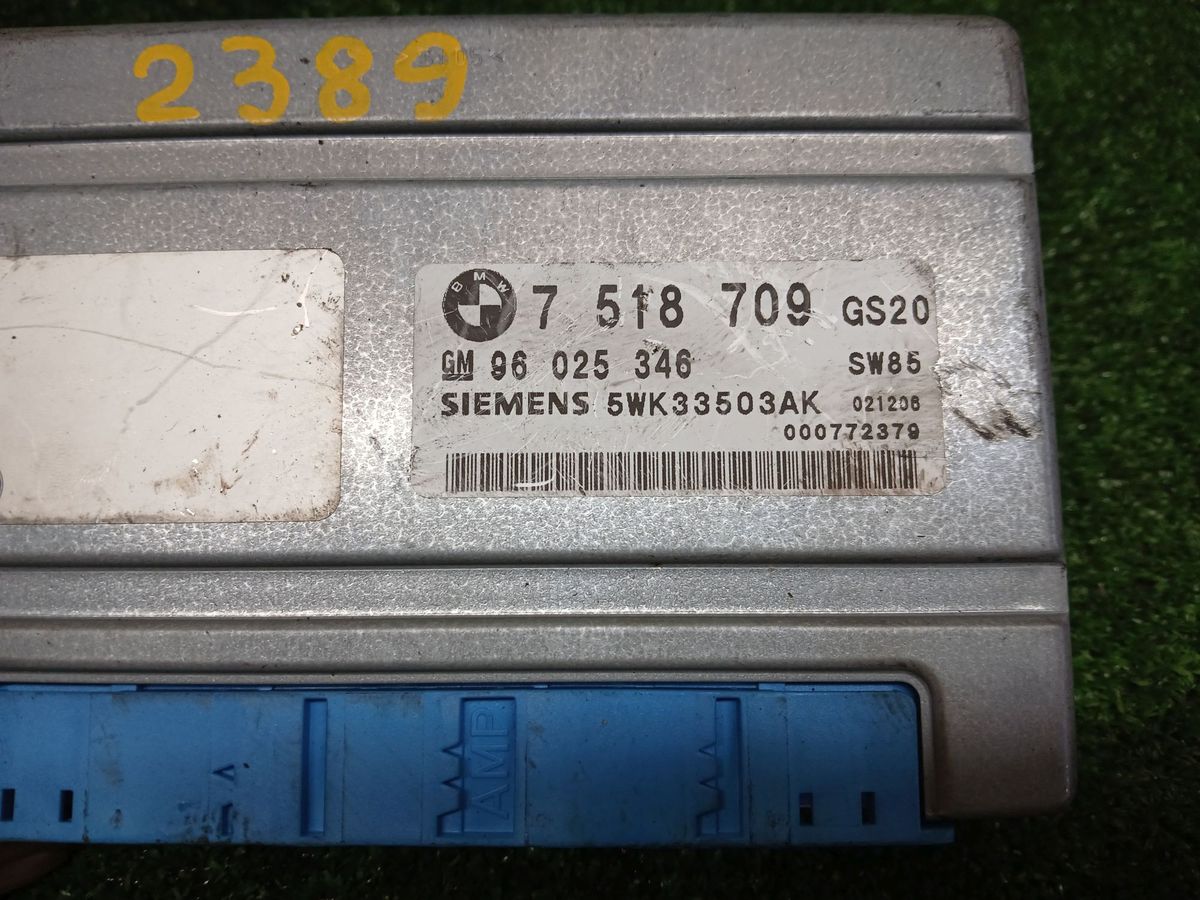 2389
BMW 7 518 709 GS20
GM 96 025 346 SW85
SIEMENS 5WK33503AK 021206
000772379
AMP